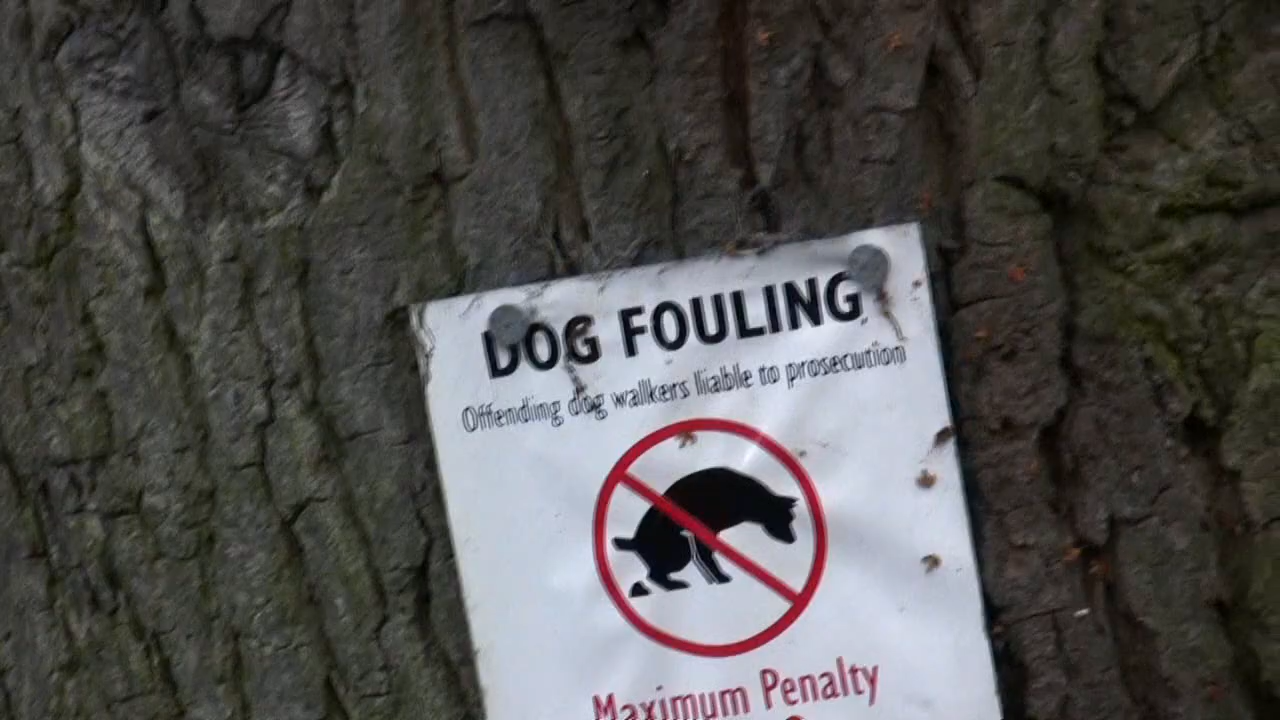 DOG FOULING
Offending dog walkers liable to prosecution
Maximum Penalty